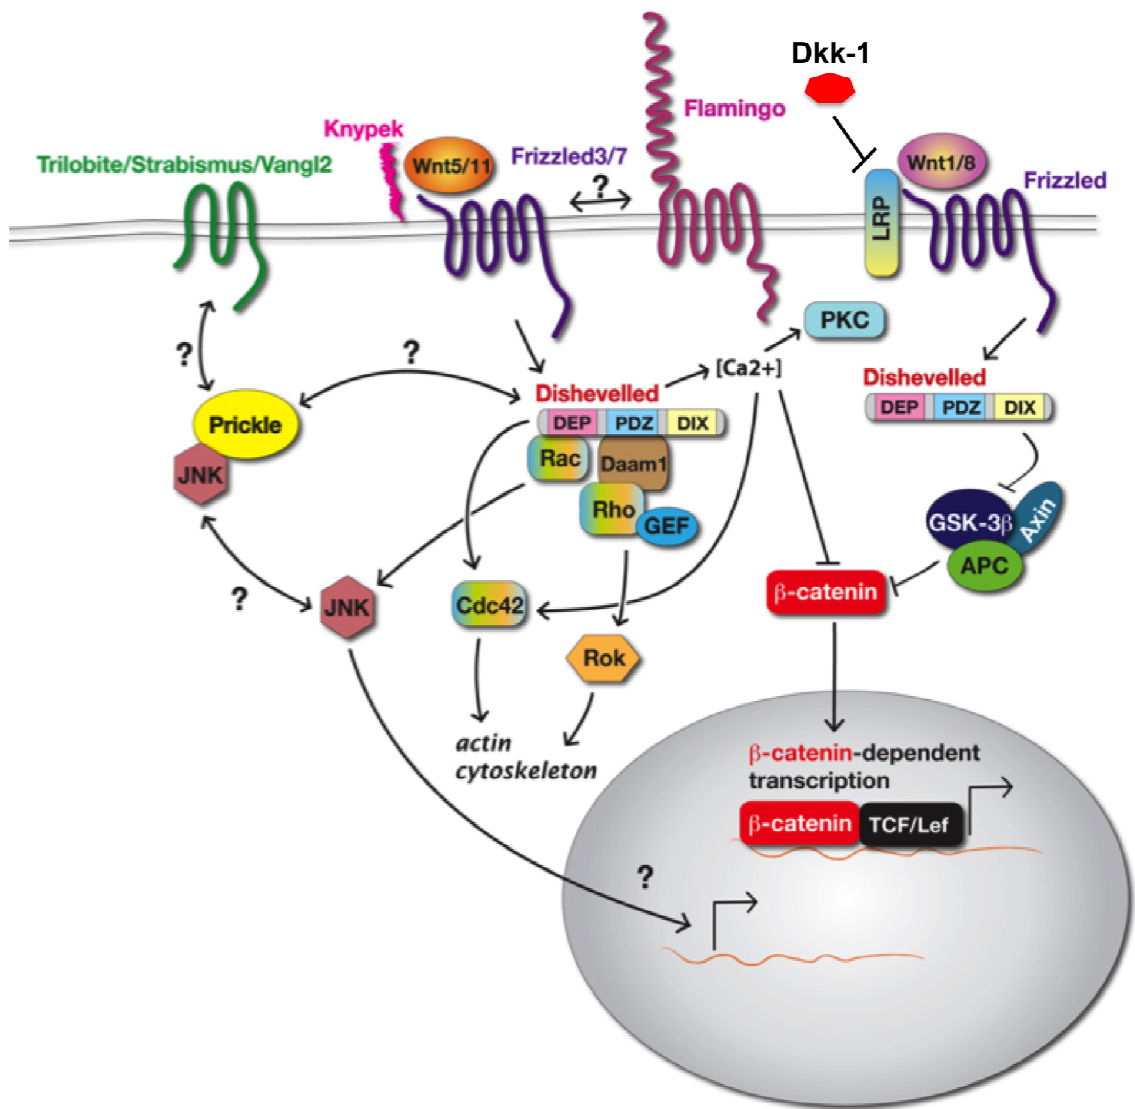 Dkk-1
Flamingo
Knypek
Wnt5/11
Frizzled3/7
Wnt1/8
Trilobite/Strabismus/Vangl2
?
Frizzled
LRP
PKC
?
?
[Ca2+]
Dishevelled
DEP PDZ DIX
Dishevelled
DEP PDZ DIX
Prickle
JNK
Rac
Daam1
Rho
GEF
GSK-3β
Axin
APC
?
JNK
Cdc42
β-catenin
Rok
actin
cytoskeleton
β-catenin-dependent
transcription
β-catenin TCF/Lef
?